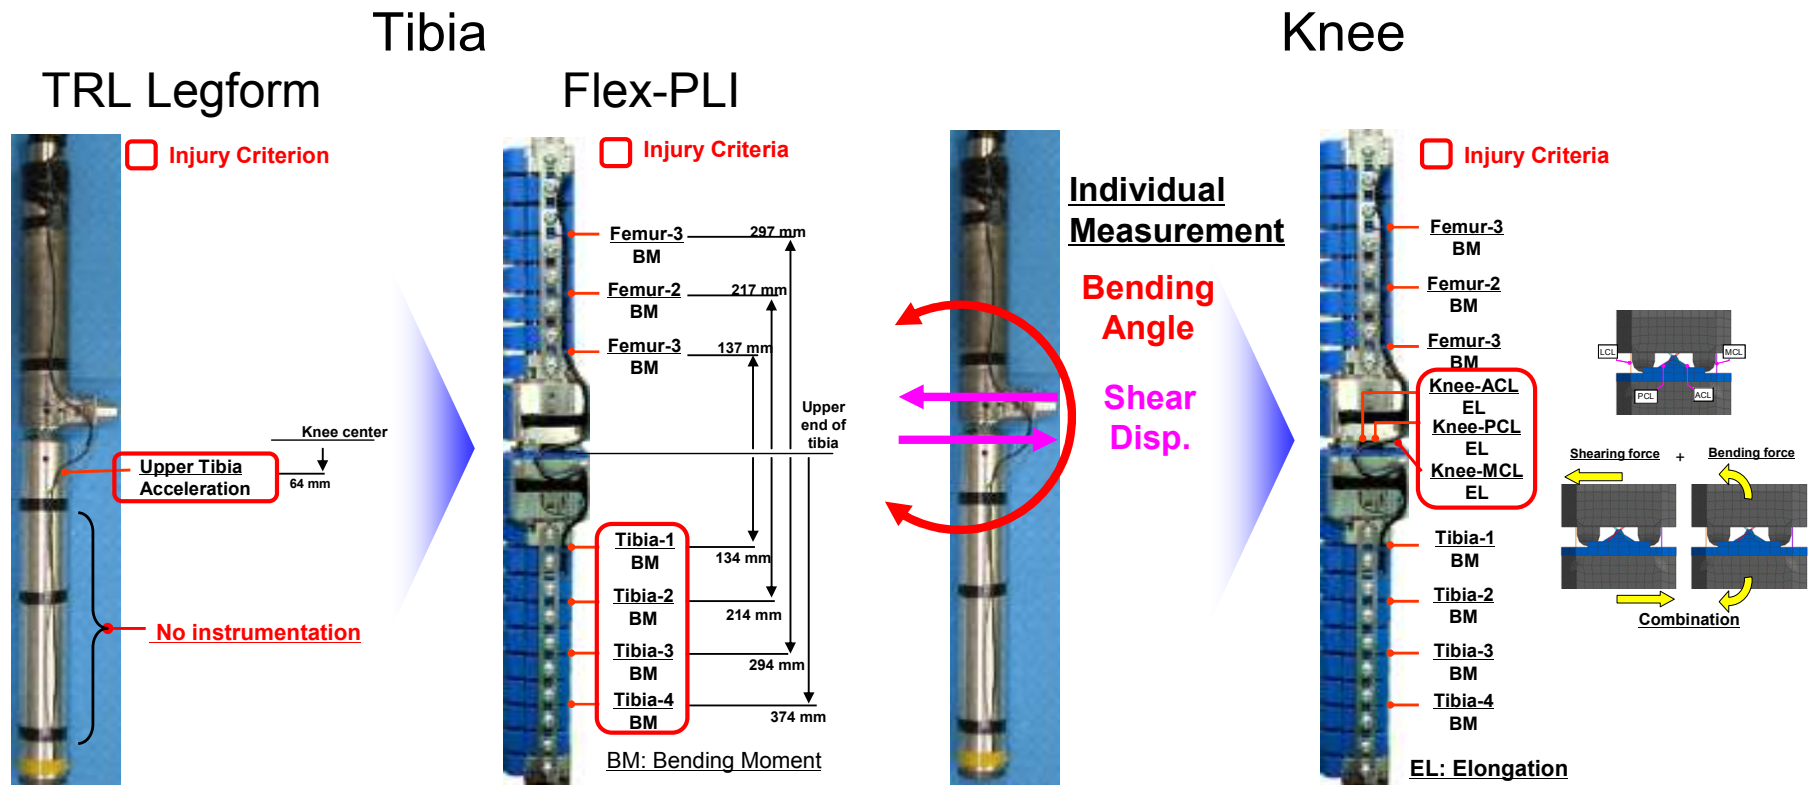 Tibia
Knee
TRL Legform
Flex-PLI
Injury Criterion
Knee center
Upper Tibia
Acceleration
64 mm
No instrumentation
Injury Criteria
Femur-3
BM
297 mm
Femur-2
BM
217 mm
Femur-3
BM
137 mm
Upper
end of
tibia
Tibia-1
BM
134 mm
Tibia-2
BM
214 mm
Tibia-3
BM
294 mm
Tibia-4
BM
374 mm
BM: Bending Moment
Individual
Measurement
Bending
Angle
Shear
Disp.
Injury Criteria
Femur-3
BM
Femur-2
BM
Femur-3
BM
Knee-ACL
EL
Knee-PCL
EL
Knee-MCL
EL
Tibia-1
BM
Tibia-2
BM
Tibia-3
BM
Tibia-4
BM
EL: Elongation
LCL
MCL
PCL
ACL
Shearing force + Bending force
Combination